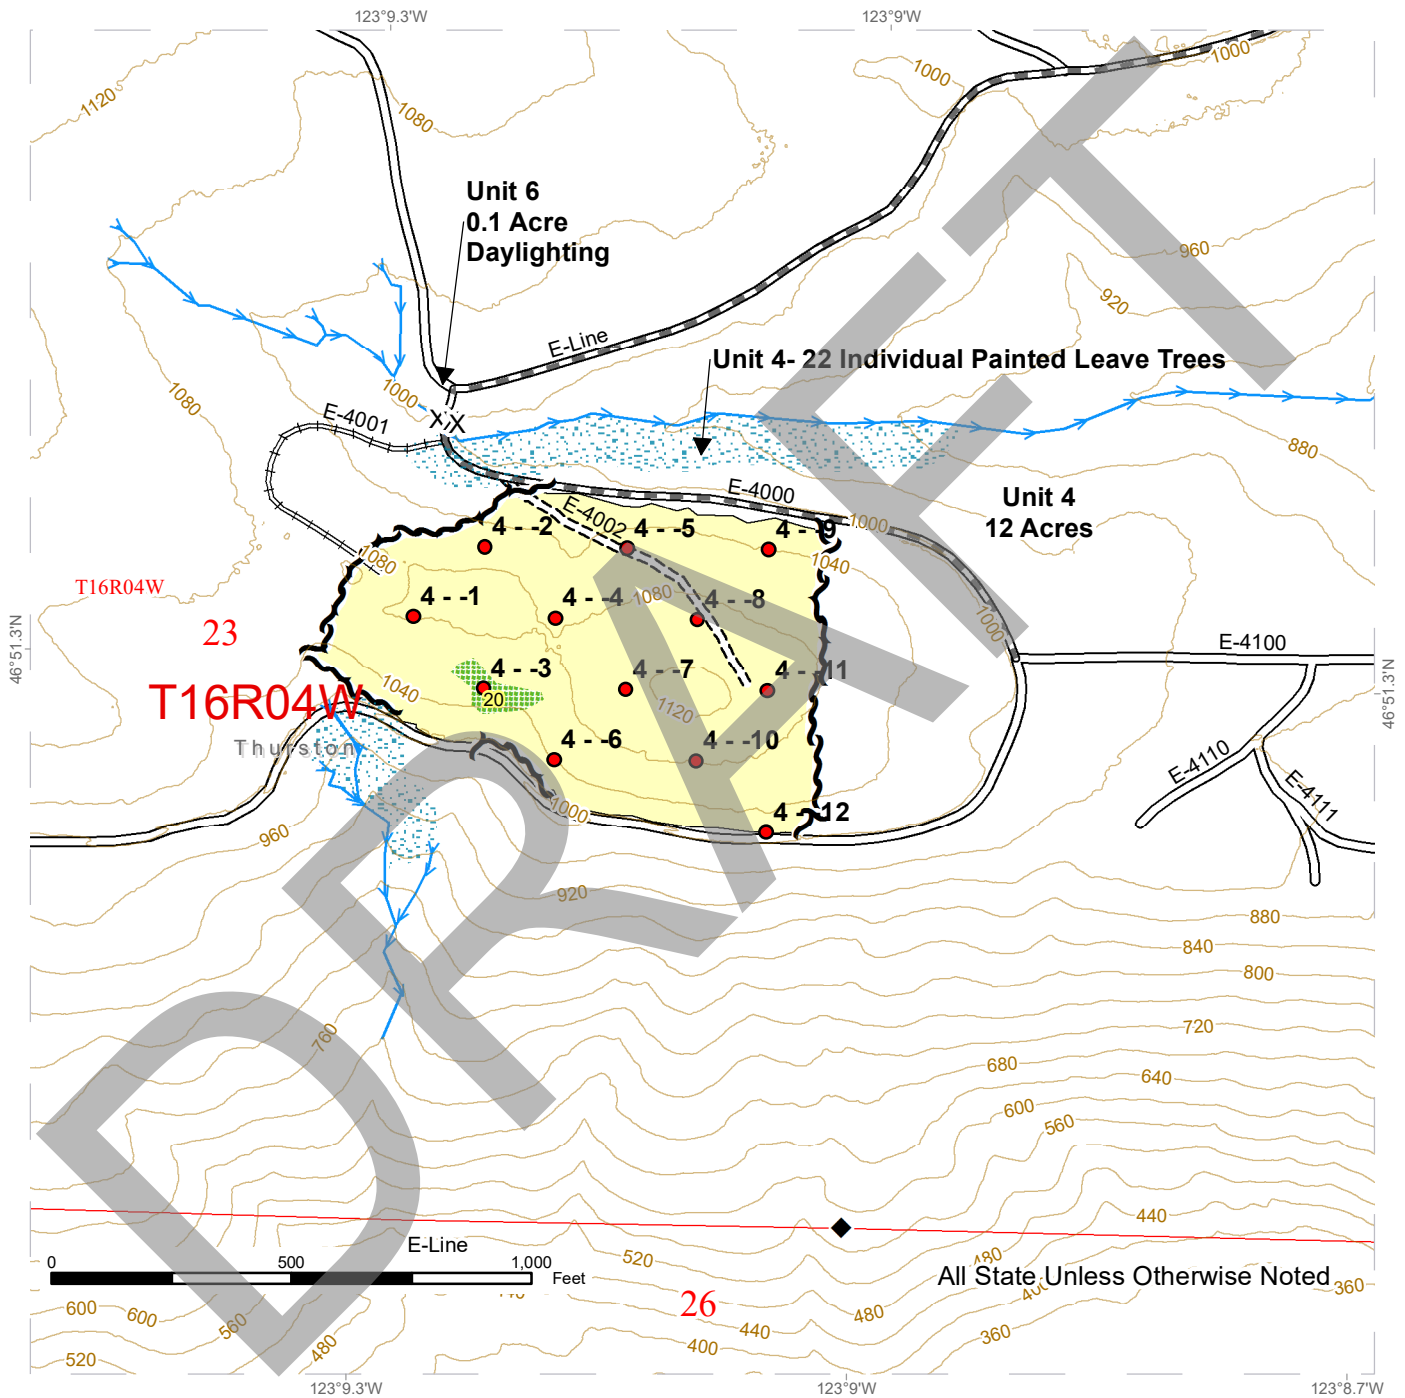 123°9.3'W
123°9'W
1120
1080
1000
1000
Unit 6
0.1 Acre
Daylighting
960
920
E-Line
Unit 4- 22 Individual Painted Leave Trees
1080
1000
E-4001
XiX
880
E-4000
Unit 4
12 Acres
E-4002
4 - -2
4 - -5
4 - -9
1000
1080
1040
T16R04W
4 - -1
4 - -4
1080
4 - -8
1000
23
46°51.3'N
E-4100
4 - -3
4 - -7
4 - -11
46°51.3'N
T16R04W
1040
20
1120
Thurston
4 - -6
4 - -10
E-4110
E-4111
1000
4 - -12
960
920
880
840
800
760
720
680
640
600
560
440
E-Line
520
480
0
500
1,000
Feet
All State Unless Otherwise Noted
360
26
600
600
560
480
440
480
400
360
520
480
400
123°9.3'W
123°9'W
123°8.7'W
DRAFT